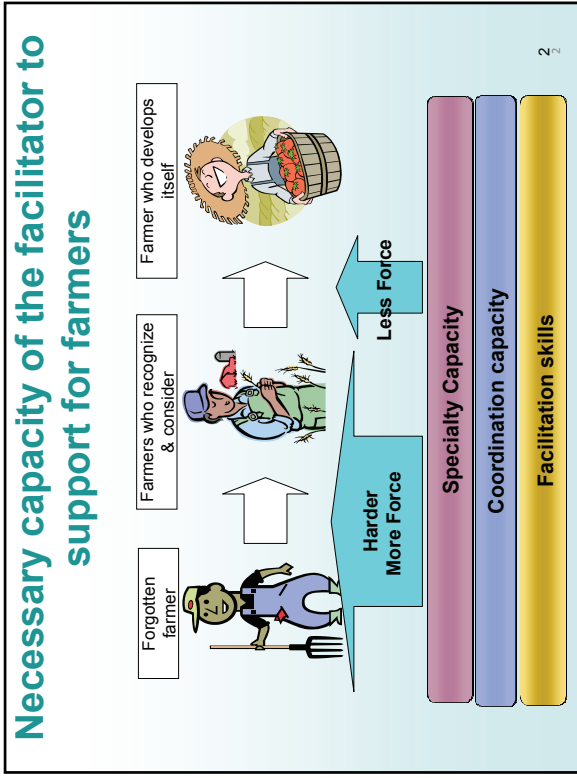 Necessary capacity of the facilitator to
support for farmers
Forgotten
farmer
Farmers who recognize
& consider
Farmer who develops
itself
Harder
More Force
Less Force
Specialty Capacity
Coordination capacity
Facilitation skills
2
2